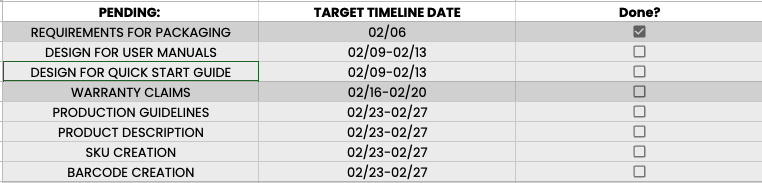 PENDING: TARGET TIMELINE DATE Done?
REQUIREMENTS FOR PACKAGING 02/06
DESIGN FOR USER MANUALS 02/09-02/13
DESIGN FOR QUICK START GUIDE 02/09-02/13
WARRANTY CLAIMS 02/16-02/20
PRODUCTION GUIDELINES 02/23-02/27
PRODUCT DESCRIPTION 02/23-02/27
SKU CREATION 02/23-02/27
BARCODE CREATION 02/23-02/27